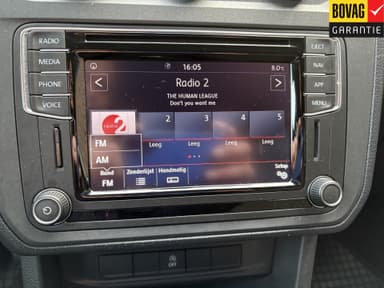 BOVAG
GARANTIE
RADIO
MEDIA
PHONE
VOICE
EJECT
NAV
APP
MENU
16:05
8.0°C
Radio 2
THE HUMAN LEAGUE
Don't you want me
2
3
4
5
FM
AM
Leeg
Leeg
Leeg
Leeg
Band
FM
Zenderlijst
Handmatig
Setup